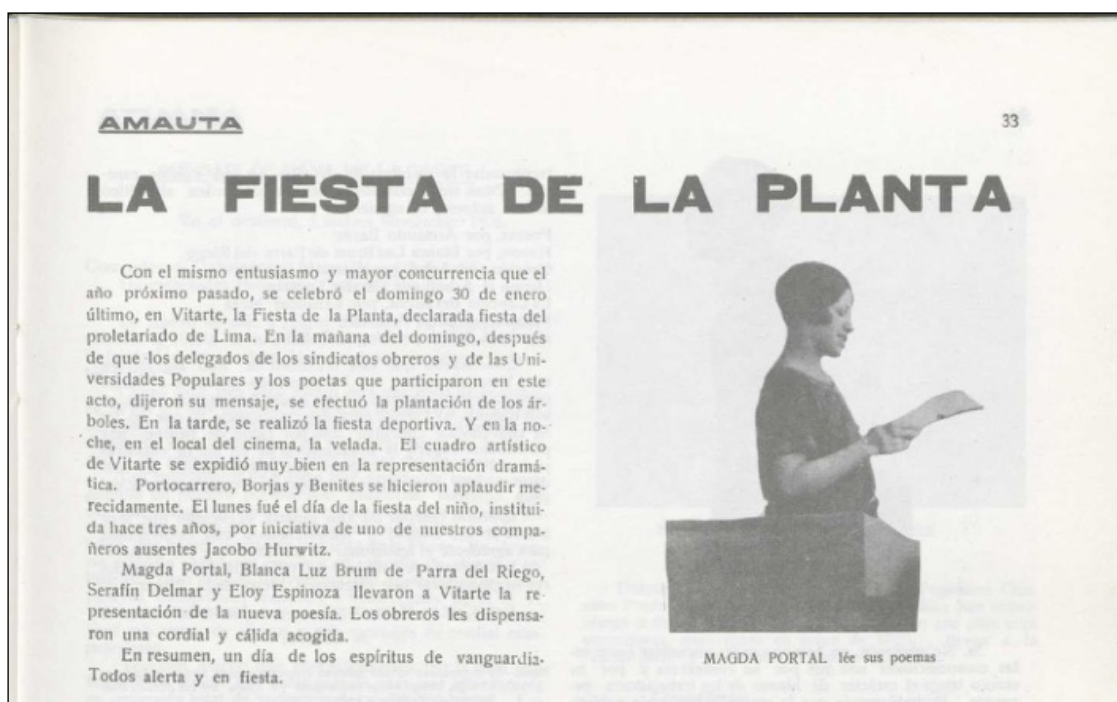 AMAUTA
33
LA FIESTA DE LA PLANTA
Con el mismo entusiasmo y mayor concurrencia que el
año próximo pasado, se celebró el domingo 30 de enero
último, en Vitarte, la Fiesta de la Planta, declarada fiesta del
proletariado de Lima. En la mañana del domingo, después
de que los delegados de los sindicatos obreros y de las Uni-
versidades Populares y los poetas que participaron en este
acto, dijeron su mensaje, se efectuó la plantación de los ár-
boles. En la tarde, se realizó la fiesta deportiva. Y en la no-
che, en el local del cinema, la velada. El cuadro artístico
de Vitarte se expidió muy bien en la representación dramá-
tica. Portocarrero, Borjas y Benites se hicieron aplaudir me-
recidamente. El lunes fué el día de la fiesta del niño, institui-
da hace tres años, por iniciativa de uno de nuestros compa-
ñeros ausentes Jacobo Hurwitz.
Magda Portal, Blanca Luz Brum de Parra del Riego,
Serafín Delmar y Eloy Espinoza llevaron a Vitarte la re-
presentación de la nueva poesía. Los obreros les dispensa-
ron una cordial y cálida acogida.
En resumen, un día de los espíritus de vanguardia.
Todos alerta y en fiesta.
MAGDA PORTAL lée sus poemas